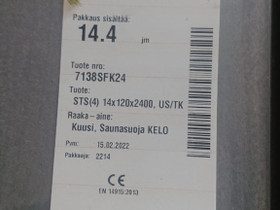 Pakkaus sisältää:
14.4 jm
Tuote nro:
7138SFK24
Tuote:
STS(4) 14x120x2400, US/TK
Raaka-aine:
Kuusi, Saunasuoja KELO
Pvm: 15.02.2022
Pakkaaja: 2214
CE
EN 14915:2013